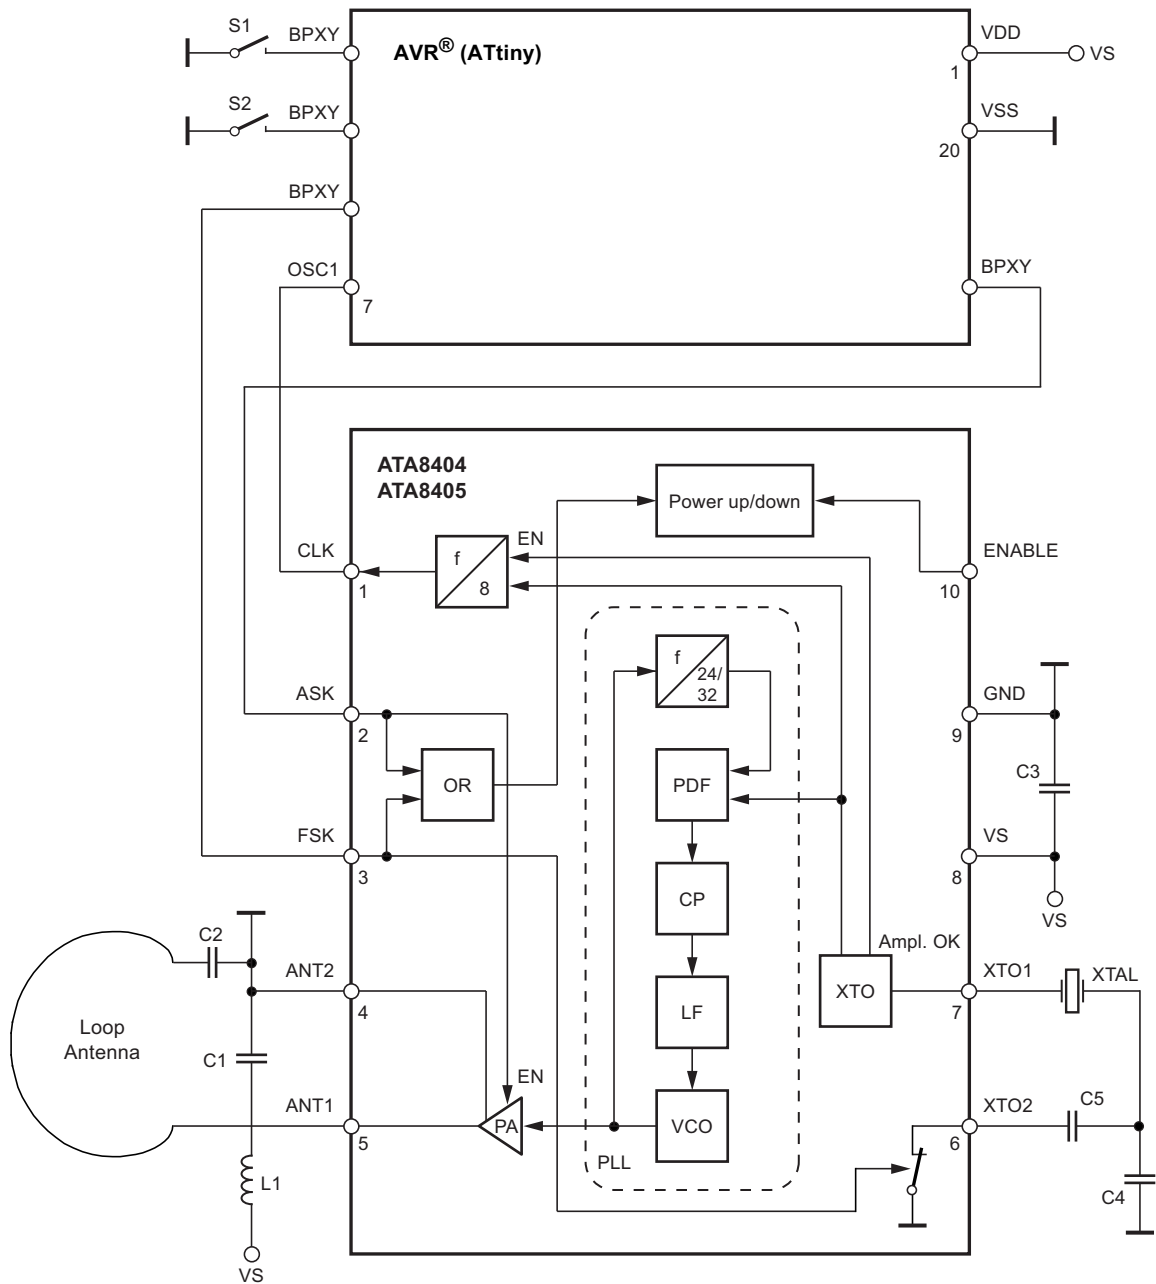 S1
BPXY
AVR® (ATtiny)
VDD
1
VS
S2
BPXY
VSS
20
BPXY
OSC1
7
BPXY
ATA8404
ATA8405
Power up/down
CLK
1
f
8
EN
ENABLE
10
f
24/
32
ASK
2
GND
9
OR
PDF
C3
FSK
3
VS
8
CP
VS
C2
Ampl. OK
ANT2
4
XTO
XTO1
7
XTAL
LF
Loop
Antenna
C1
EN
ANT1
5
PA
VCO
XTO2
6
C5
PLL
L1
C4
VS